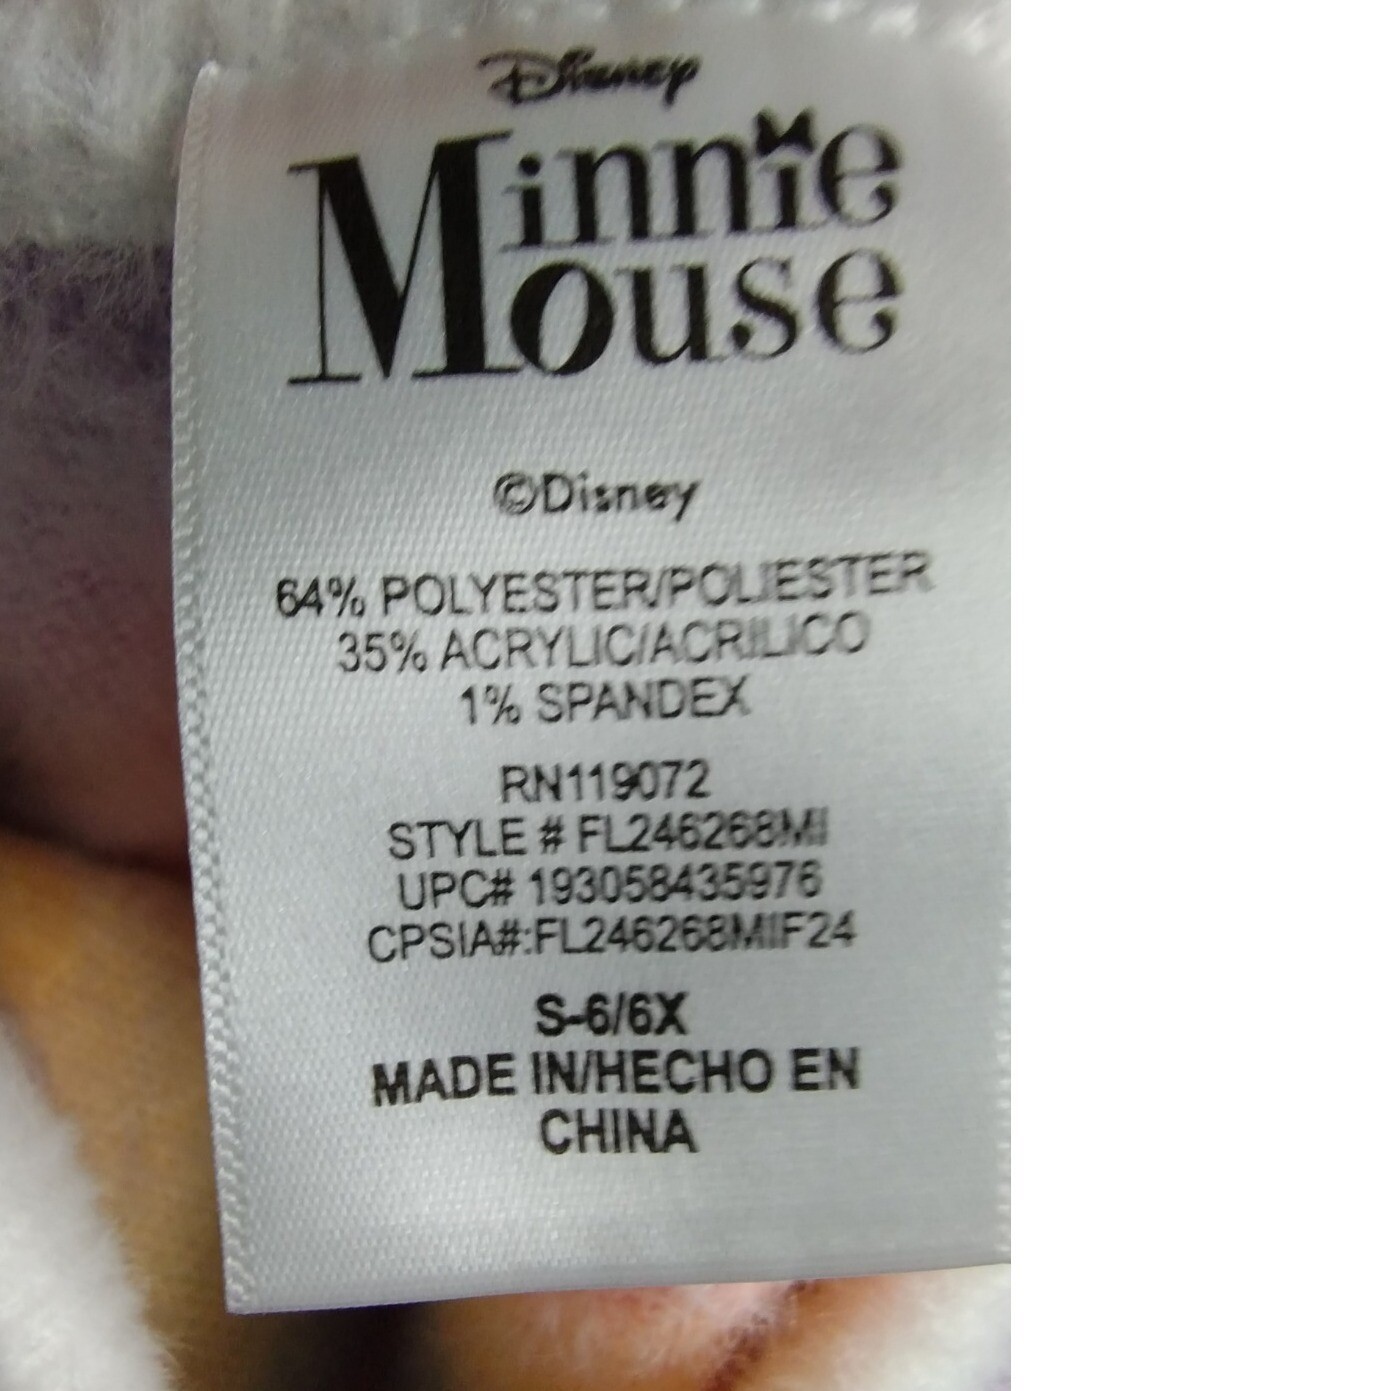 Disney
Minnie
Mouse
©Disney
64% POLYESTER/POLIESTER
35% ACRYLIC/ACRILICO
1% SPANDEX
RN119072
STYLE # FL246268MI
UPC# 193058435976
CPSIA#:FL246268MIF24
S-6/6X
MADE IN/HECHO EN
CHINA